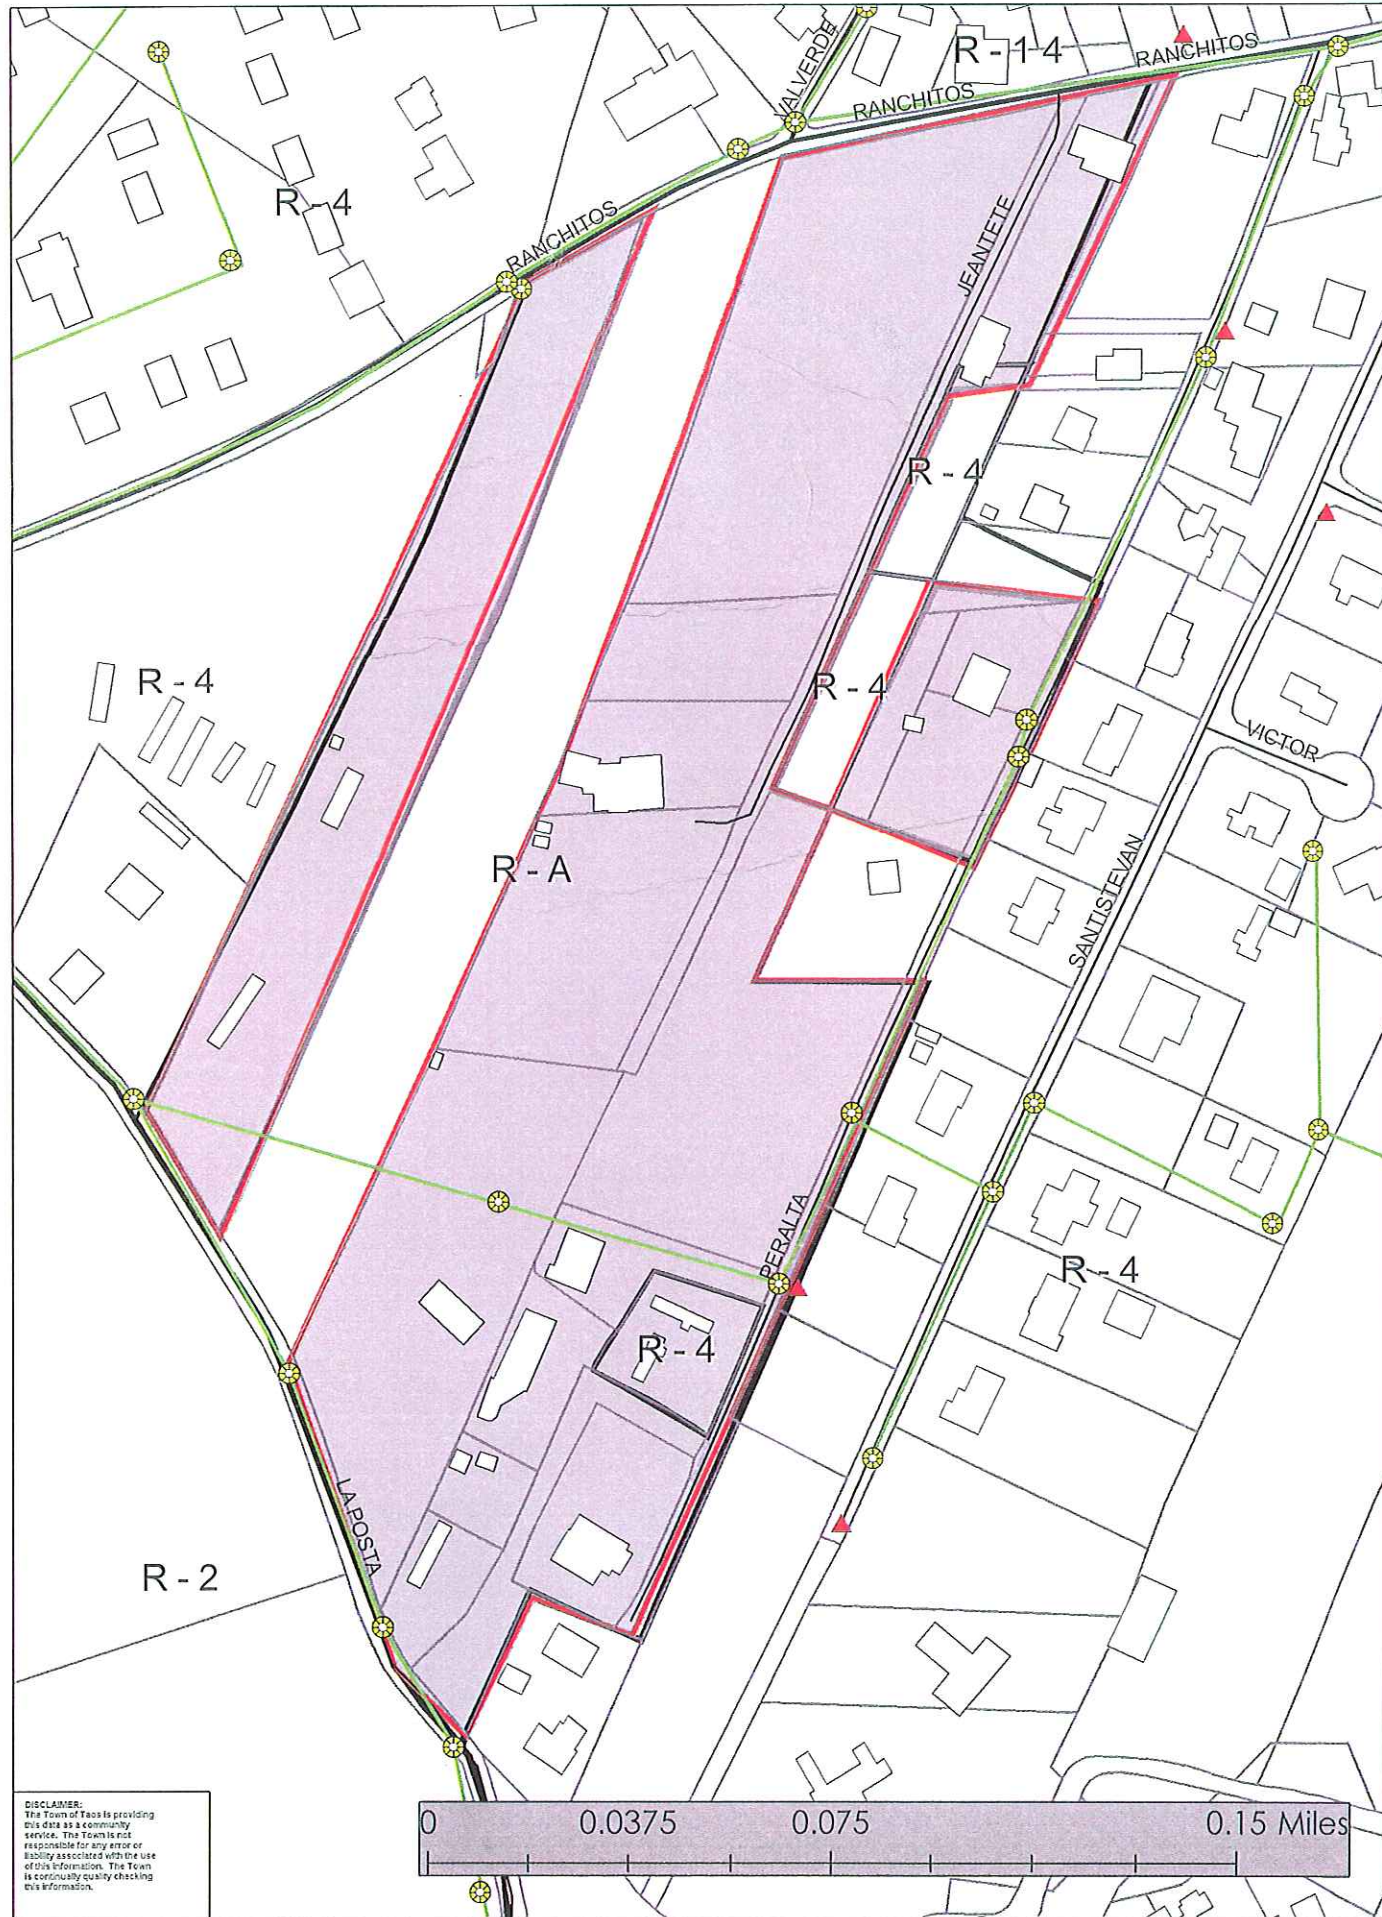 R-14
RANCHITOS
VALVERDE
RANCHITOS
R-4
RANCHITOS
JEANTETE
R-4
R-4
R-4
VICTOR
R-A
SANTISTEVAN
PERALTA
R-4
R-4
LA POSTA
R-2
DISCLAIMER:
The Town of Taos is providing
this data as a community
service. The Town is not
responsible for any error or
liability associated with the use
of this information. The Town
is continually quality checking
this information.
0 0.0375 0.075 0.15 Miles